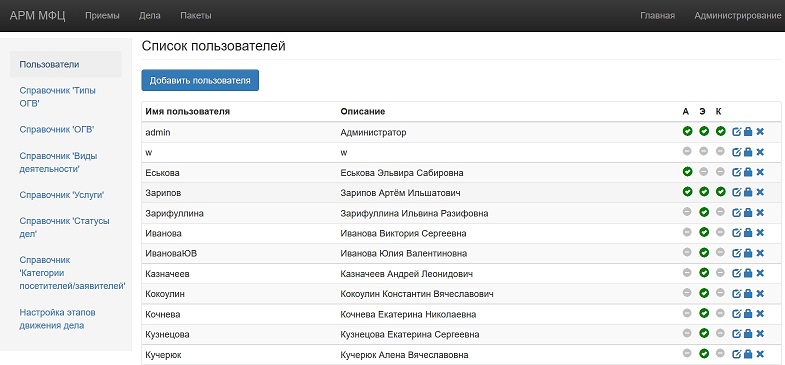 АРМ МФЦ Приемы Дела Пакеты Главная Администрирование
Пользователи
Справочник 'Типы
ОГВ'
Справочник 'ОГВ'
Справочник 'Виды
деятельности'
Справочник 'Услуги'
Справочник 'Статусы
дел'
Справочник
'Категории
посетителей/заявителей'
Настройка этапов
движения дела
Список пользователей
Добавить пользователя
Имя пользователя Описание А Э К
admin Администратор
w w
Еськова Еськова Эльвира Сабировна
Зарипов Зарипов Артём Ильшатович
Зарифуллина Зарифуллина Ильвина Разифовна
Иванова Иванова Виктория Сергеевна
ИвановаЮВ Иванова Юлия Валентиновна
Казначеев Казначеев Андрей Леонидович
Кокоулин Кокоулин Константин Вячеславович
Кочнева Кочнева Екатерина Николаевна
Кузнецова Кузнецова Екатерина Сергеевна
Кучерюк Кучерюк Алена Вячеславовна